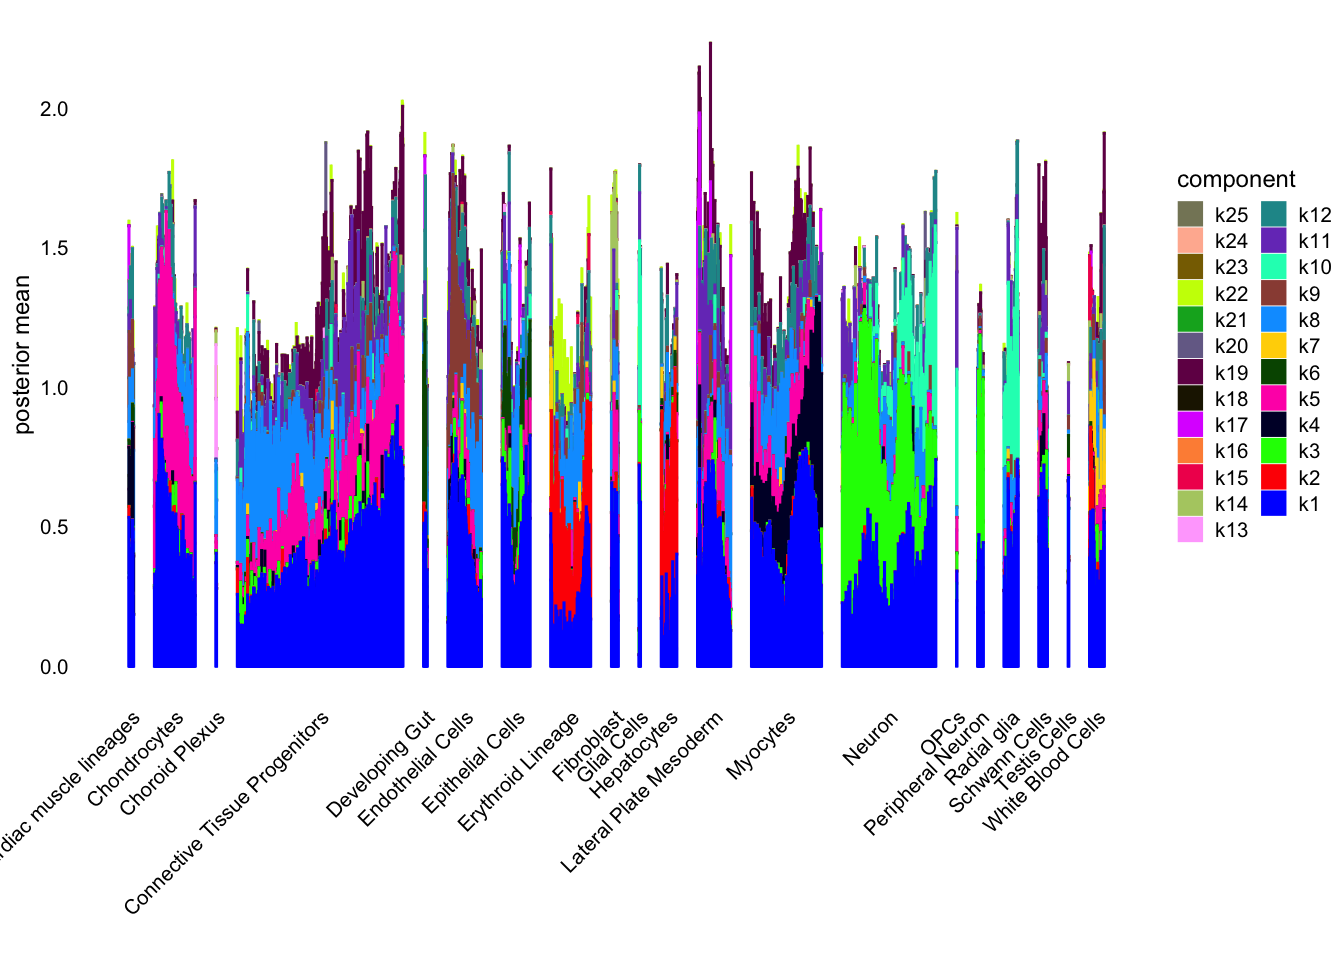 posterior mean
2.0
1.5
1.0
0.5
0.0
rdiac muscle lineages
Chondrocytes
Choroid Plexus
Connective Tissue Progenitors
Developing Gut
Endothelial Cells
Epithelial Cells
Erythroid Lineage
Fibroblast
Glial Cells
Hepatocytes
Lateral Plate Mesoderm
Myocytes
Neuron
OPCs
Peripheral Neuron
Radial glia
Schwann Cells
Testis Cells
White Blood Cells
component
k25 k12
k24 k11
k23 k10
k22 k9
k21 k8
k20 k7
k19 k6
k18 k5
k17 k4
k16 k3
k15 k2
k14 k1
k13